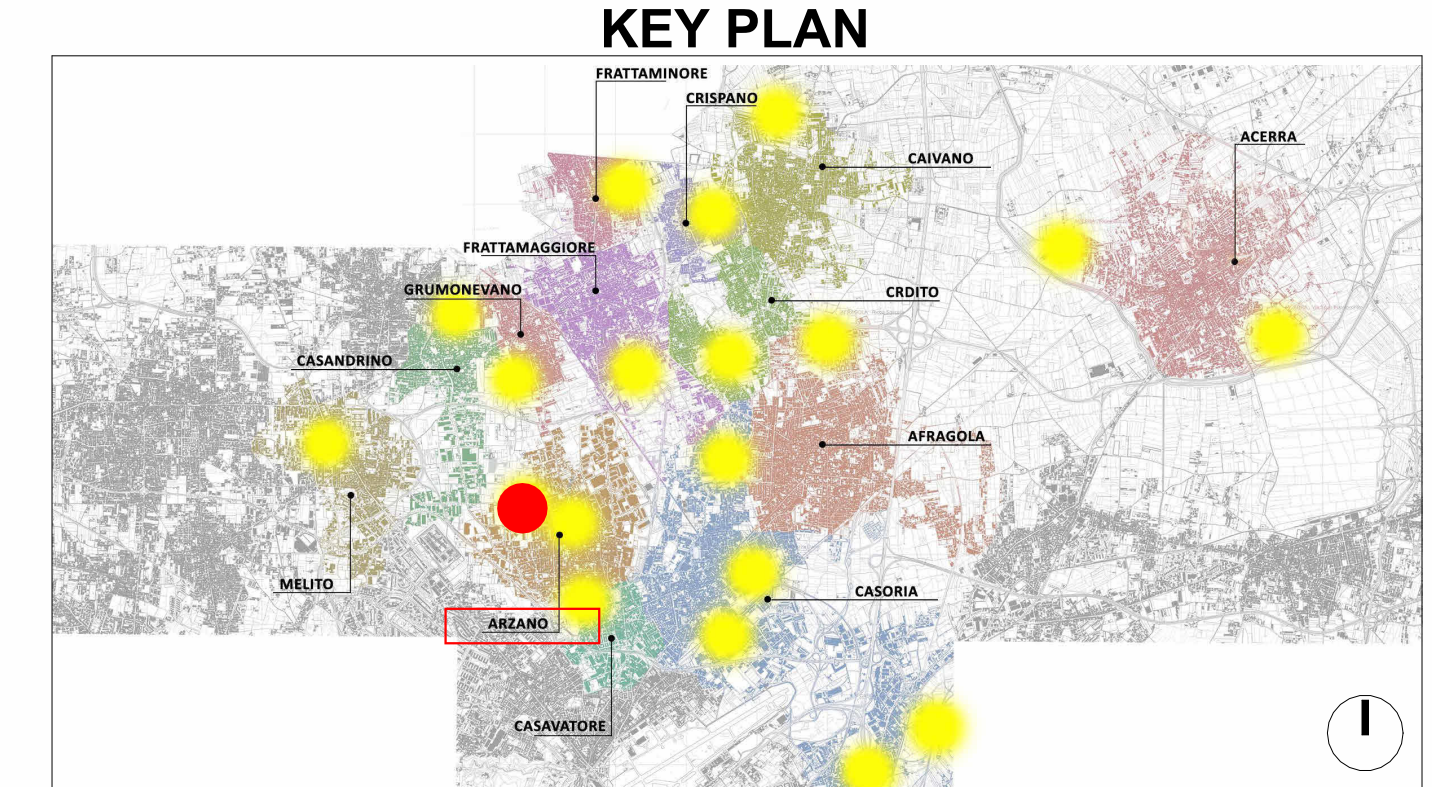 KEY PLAN
FRATTAMINORE
CRISPANO
ACERRA
CAIVANO
FRATTAMAGGIORE
GRUMONEVANO
CRDITO
CASANDRINO
AFRAGOLA
MELITO
CASORIA
ARZANO
CASAVATORE